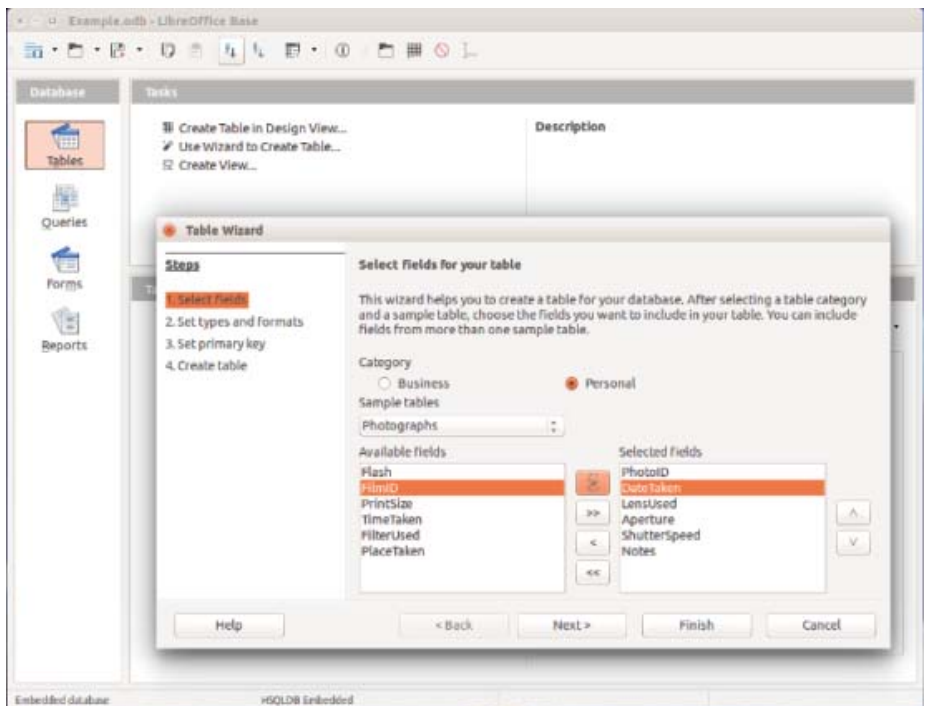 Example.odb - LibreOffice Base
Database
Tasks
Tables
Queries
Forms
Reports
Create Table in Design View...
Use Wizard to Create Table...
Create View...
Description
Table Wizard
Steps
1. Select fields
2. Set types and formats
3. Set primary key
4. Create table
Select fields for your table
This wizard helps you to create a table for your database. After selecting a table category
and a sample table, choose the fields you want to include in your table. You can include
fields from more than one sample table.
Category
Business
Personal
Sample tables
Photographs
Available fields
Flash
FilmID
PrintSize
TimeTaken
FilterUsed
PlaceTaken
>>
<
<<
Selected fields
PhotoID
DateTaken
LensUsed
Aperture
ShutterSpeed
Notes
Help
< Back
Next >
Finish
Cancel
Embedded database
HSQLDB Embedded